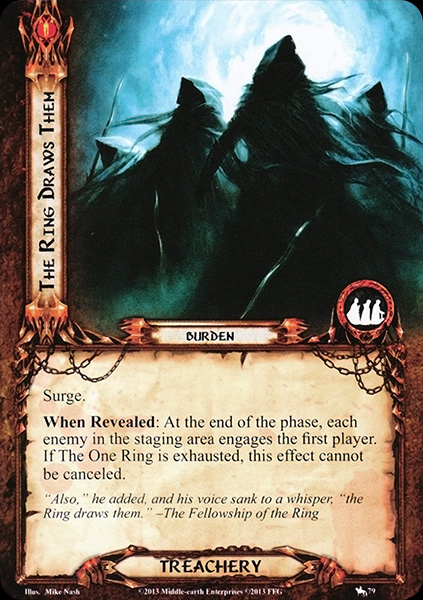 The Ring Draws Them
BURDEN
Surge.
When Revealed: At the end of the phase, each
enemy in the staging area engages the first player.
If The One Ring is exhausted, this effect cannot
be canceled.
“Also,” he added, and his voice sank to a whisper, “the
Ring draws them.” –The Fellowship of the Ring
TREACHERY
Illus. Mike Nash
©2013 Middle-earth Enterprises ©2013 FFG
79